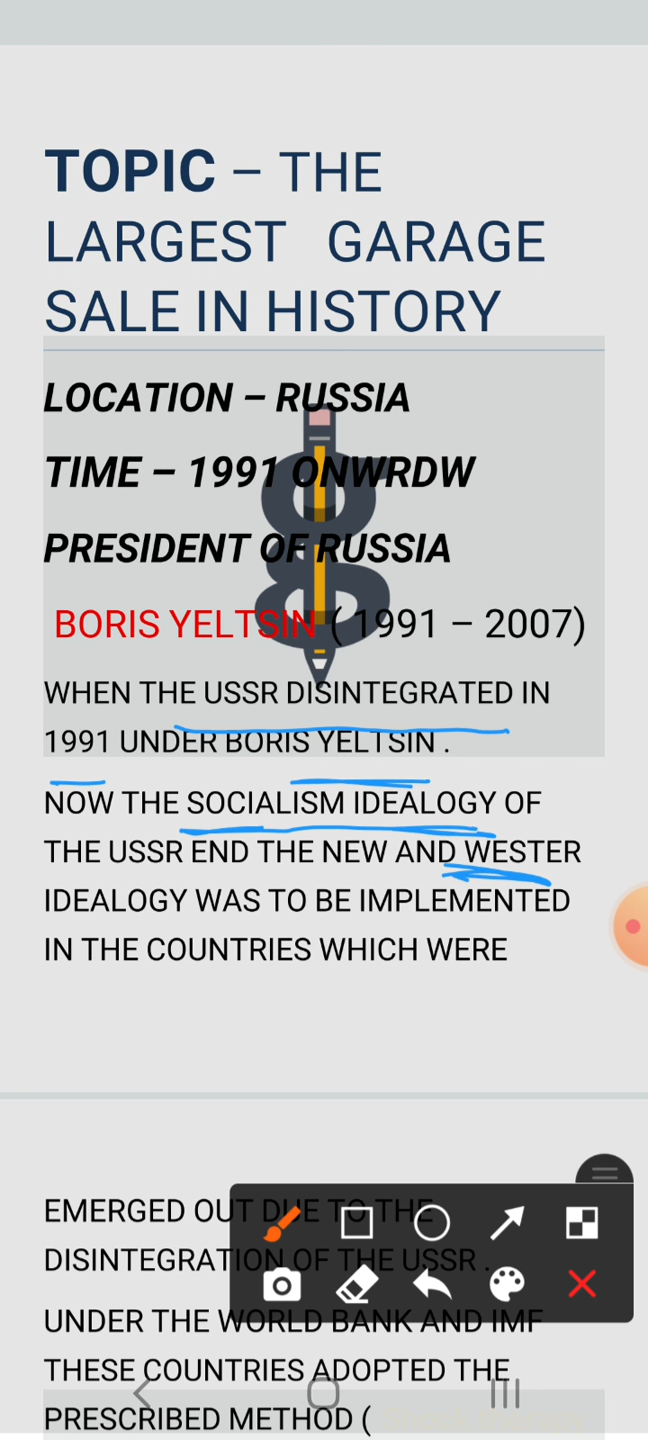 TOPIC – THE
LARGEST GARAGE
SALE IN HISTORY
LOCATION – RUSSIA
TIME – 1991 ONWRDW
PRESIDENT OF RUSSIA
BORIS YELTSIN ( 1991 – 2007)
WHEN THE USSR DISINTEGRATED IN
1991 UNDER BORIS YELTSIN .
NOW THE SOCIALISM IDEALOGY OF
THE USSR END THE NEW AND WESTER
IDEALOGY WAS TO BE IMPLEMENTED
IN THE COUNTRIES WHICH WERE
EMERGED OUT DUE TO THE
DISINTEGRATION OF THE USSR .
UNDER THE WORLD BANK AND IMF
THESE COUNTRIES ADOPTED THE
PRESCRIBED METHOD (